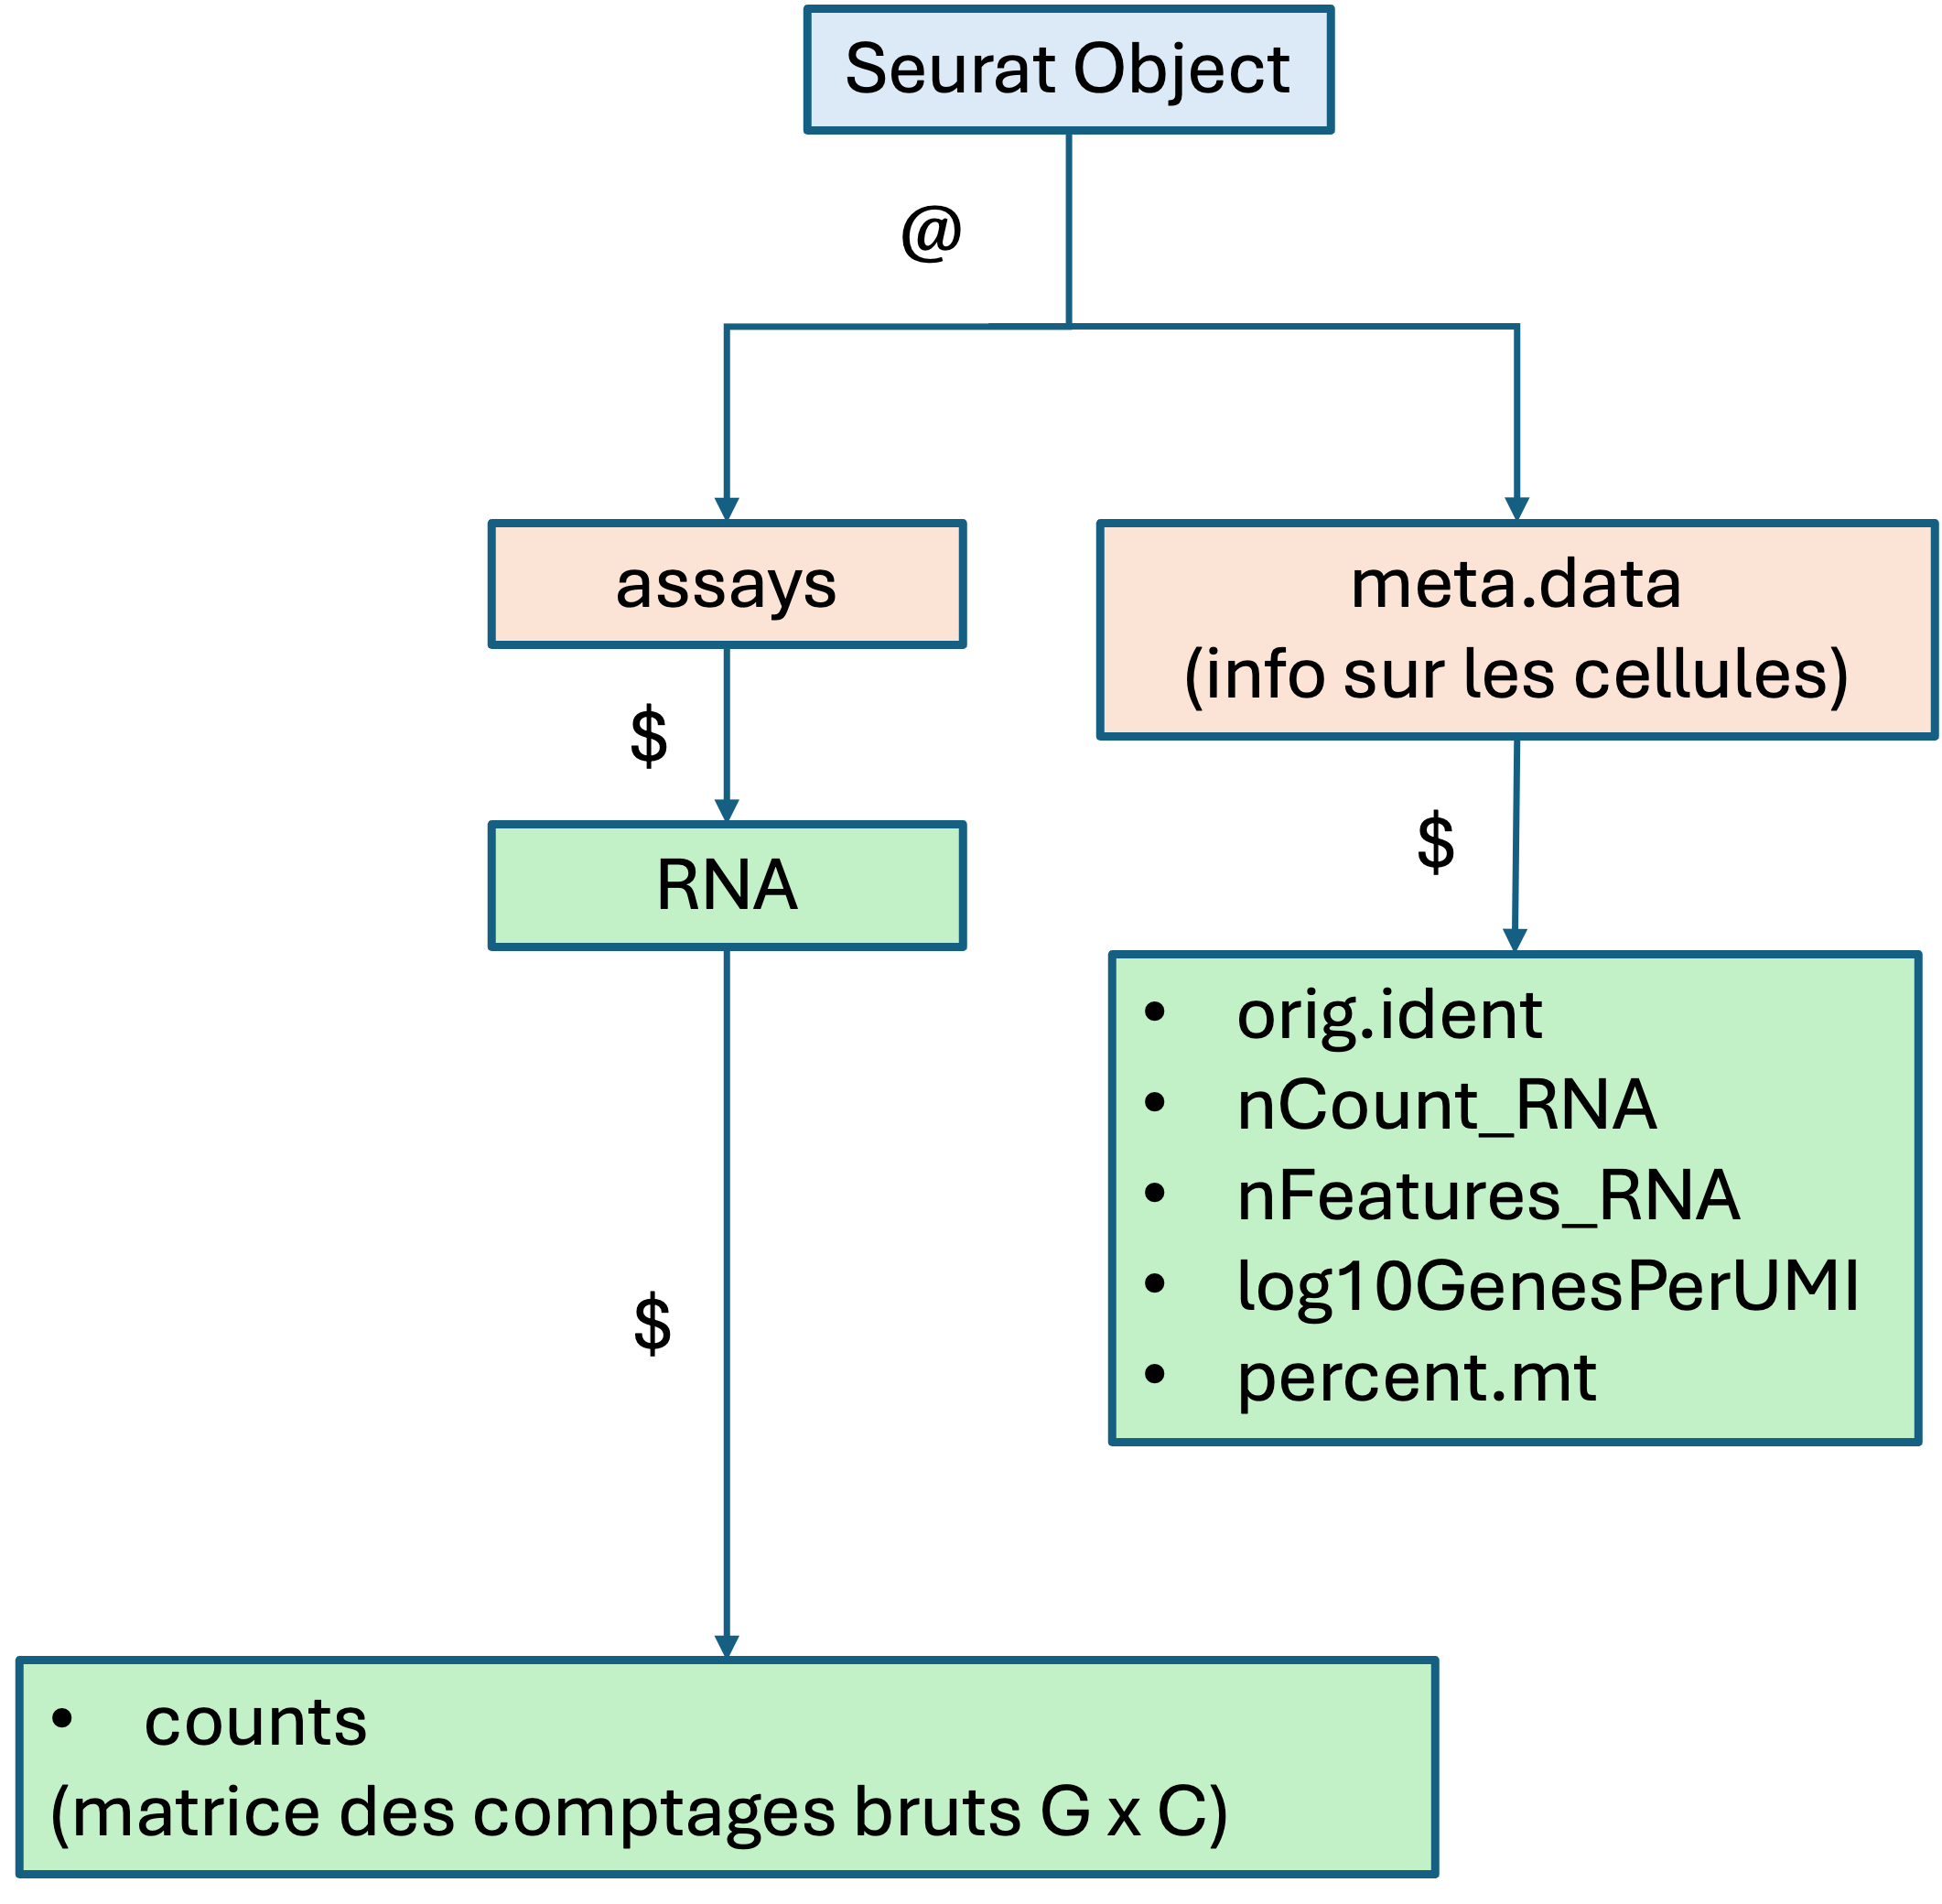 Seurat Object
@
assays
meta.data
(info sur les cellules)
$
RNA
$
• orig.ident
• nCount_RNA
• nFeatures_RNA
• log10GenesPerUMI
• percent.mt
$
• counts
(matrice des comptages bruts G x C)